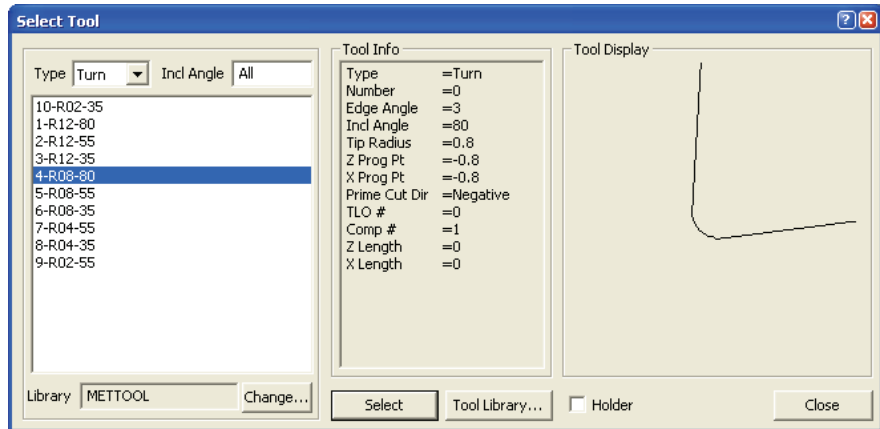 Select Tool
Type Turn Incl Angle All
10-R02-35
1-R12-80
2-R12-55
3-R12-35
4-R08-80
5-R08-55
6-R08-35
7-R04-55
8-R04-35
9-R02-55
Library METTOOL Change...
Tool Info
Type =Turn
Number =0
Edge Angle =3
Incl Angle =80
Tip Radius =0.8
Z Prog Pt =-0.8
X Prog Pt =-0.8
Prime Cut Dir =Negative
TLO # =0
Comp # =1
Z Length =0
X Length =0
Select Tool Library...
Tool Display
Holder Close